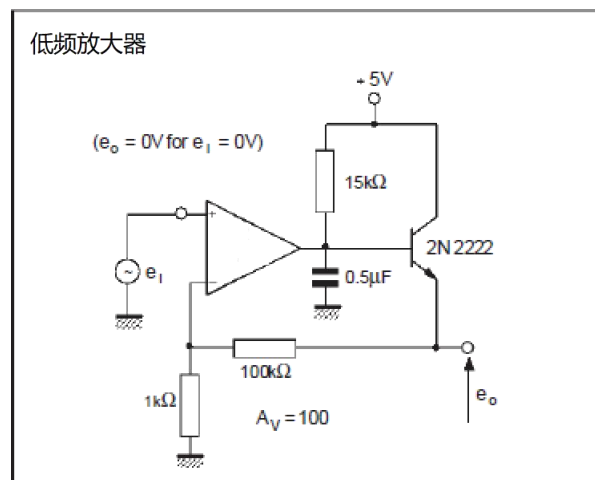 低频放大器
+5V
(eo = 0V for eI = 0V)
15kΩ
+
2N2222
~
eI
0.5μF
−
100kΩ
1kΩ
AV = 100
eo